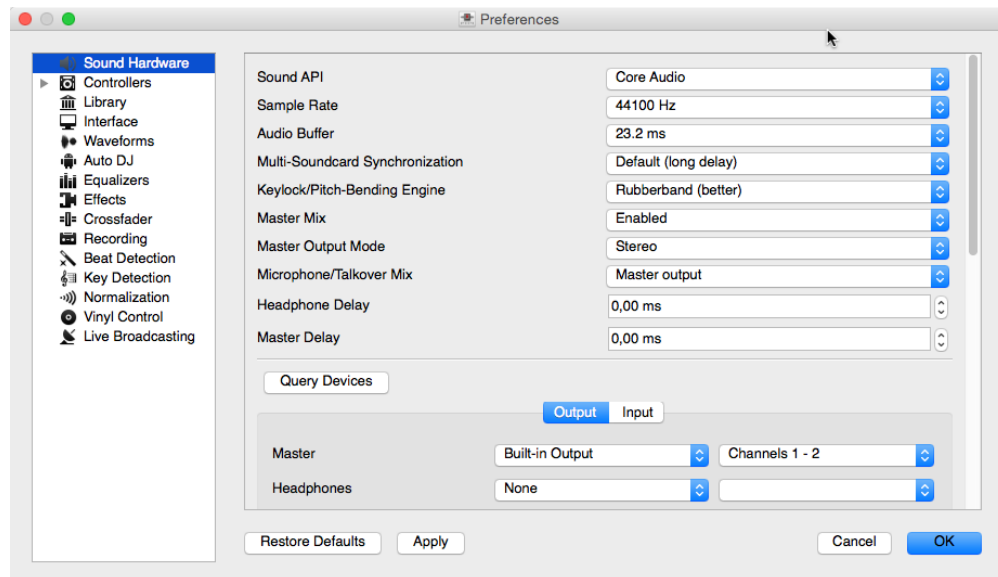 Preferences
Sound Hardware
Controllers
Library
Interface
Waveforms
Auto DJ
Equalizers
Effects
Crossfader
Recording
Beat Detection
Key Detection
Normalization
Vinyl Control
Live Broadcasting
Sound API Core Audio
Sample Rate 44100 Hz
Audio Buffer 23.2 ms
Multi-Soundcard Synchronization Default (long delay)
Keylock/Pitch-Bending Engine Rubberband (better)
Master Mix Enabled
Master Output Mode Stereo
Microphone/Talkover Mix Master output
Headphone Delay 0,00 ms
Master Delay 0,00 ms
Query Devices
Output Input
Master Built-in Output Channels 1 - 2
Headphones None
Restore Defaults Apply Cancel OK